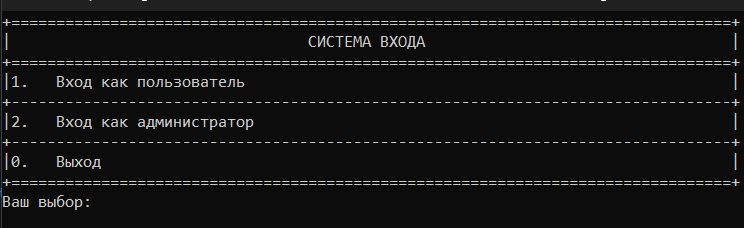 +================================================================================+
|                                 СИСТЕМА ВХОДА                                  |
+================================================================================+
|1.   Вход как пользователь                                                      |
+--------------------------------------------------------------------------------+
|2.   Вход как администратор                                                     |
+--------------------------------------------------------------------------------+
|0.   Выход                                                                      |
+================================================================================+
Ваш выбор: